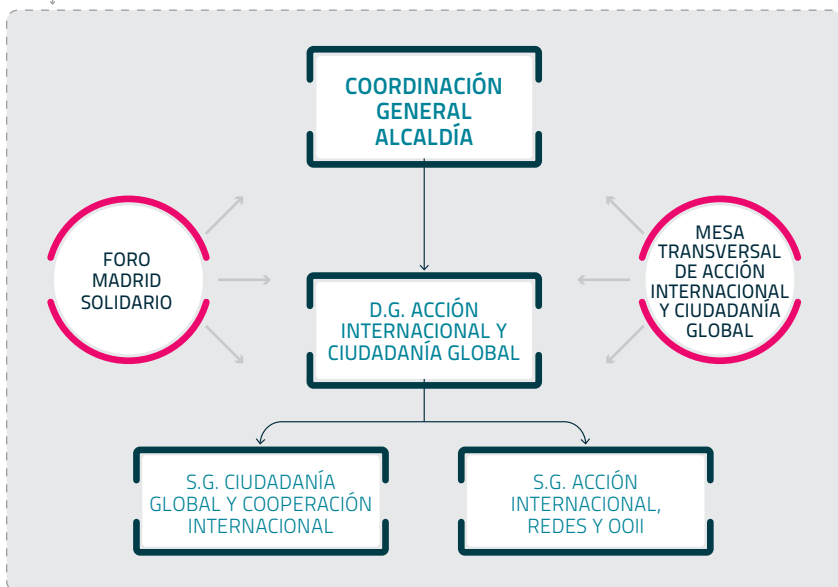 COORDINACIÓN
GENERAL
ALCALDÍA
FORO
MADRID
SOLIDARIO
MESA
TRANSVERSAL
DE ACCIÓN
INTERNACIONAL
Y CIUDADANÍA
GLOBAL
D.G. ACCIÓN
INTERNACIONAL Y
CIUDADANÍA GLOBAL
S.G. CIUDADANÍA
GLOBAL Y COOPERACIÓN
INTERNACIONAL
S.G. ACCIÓN
INTERNACIONAL,
REDES Y OOII